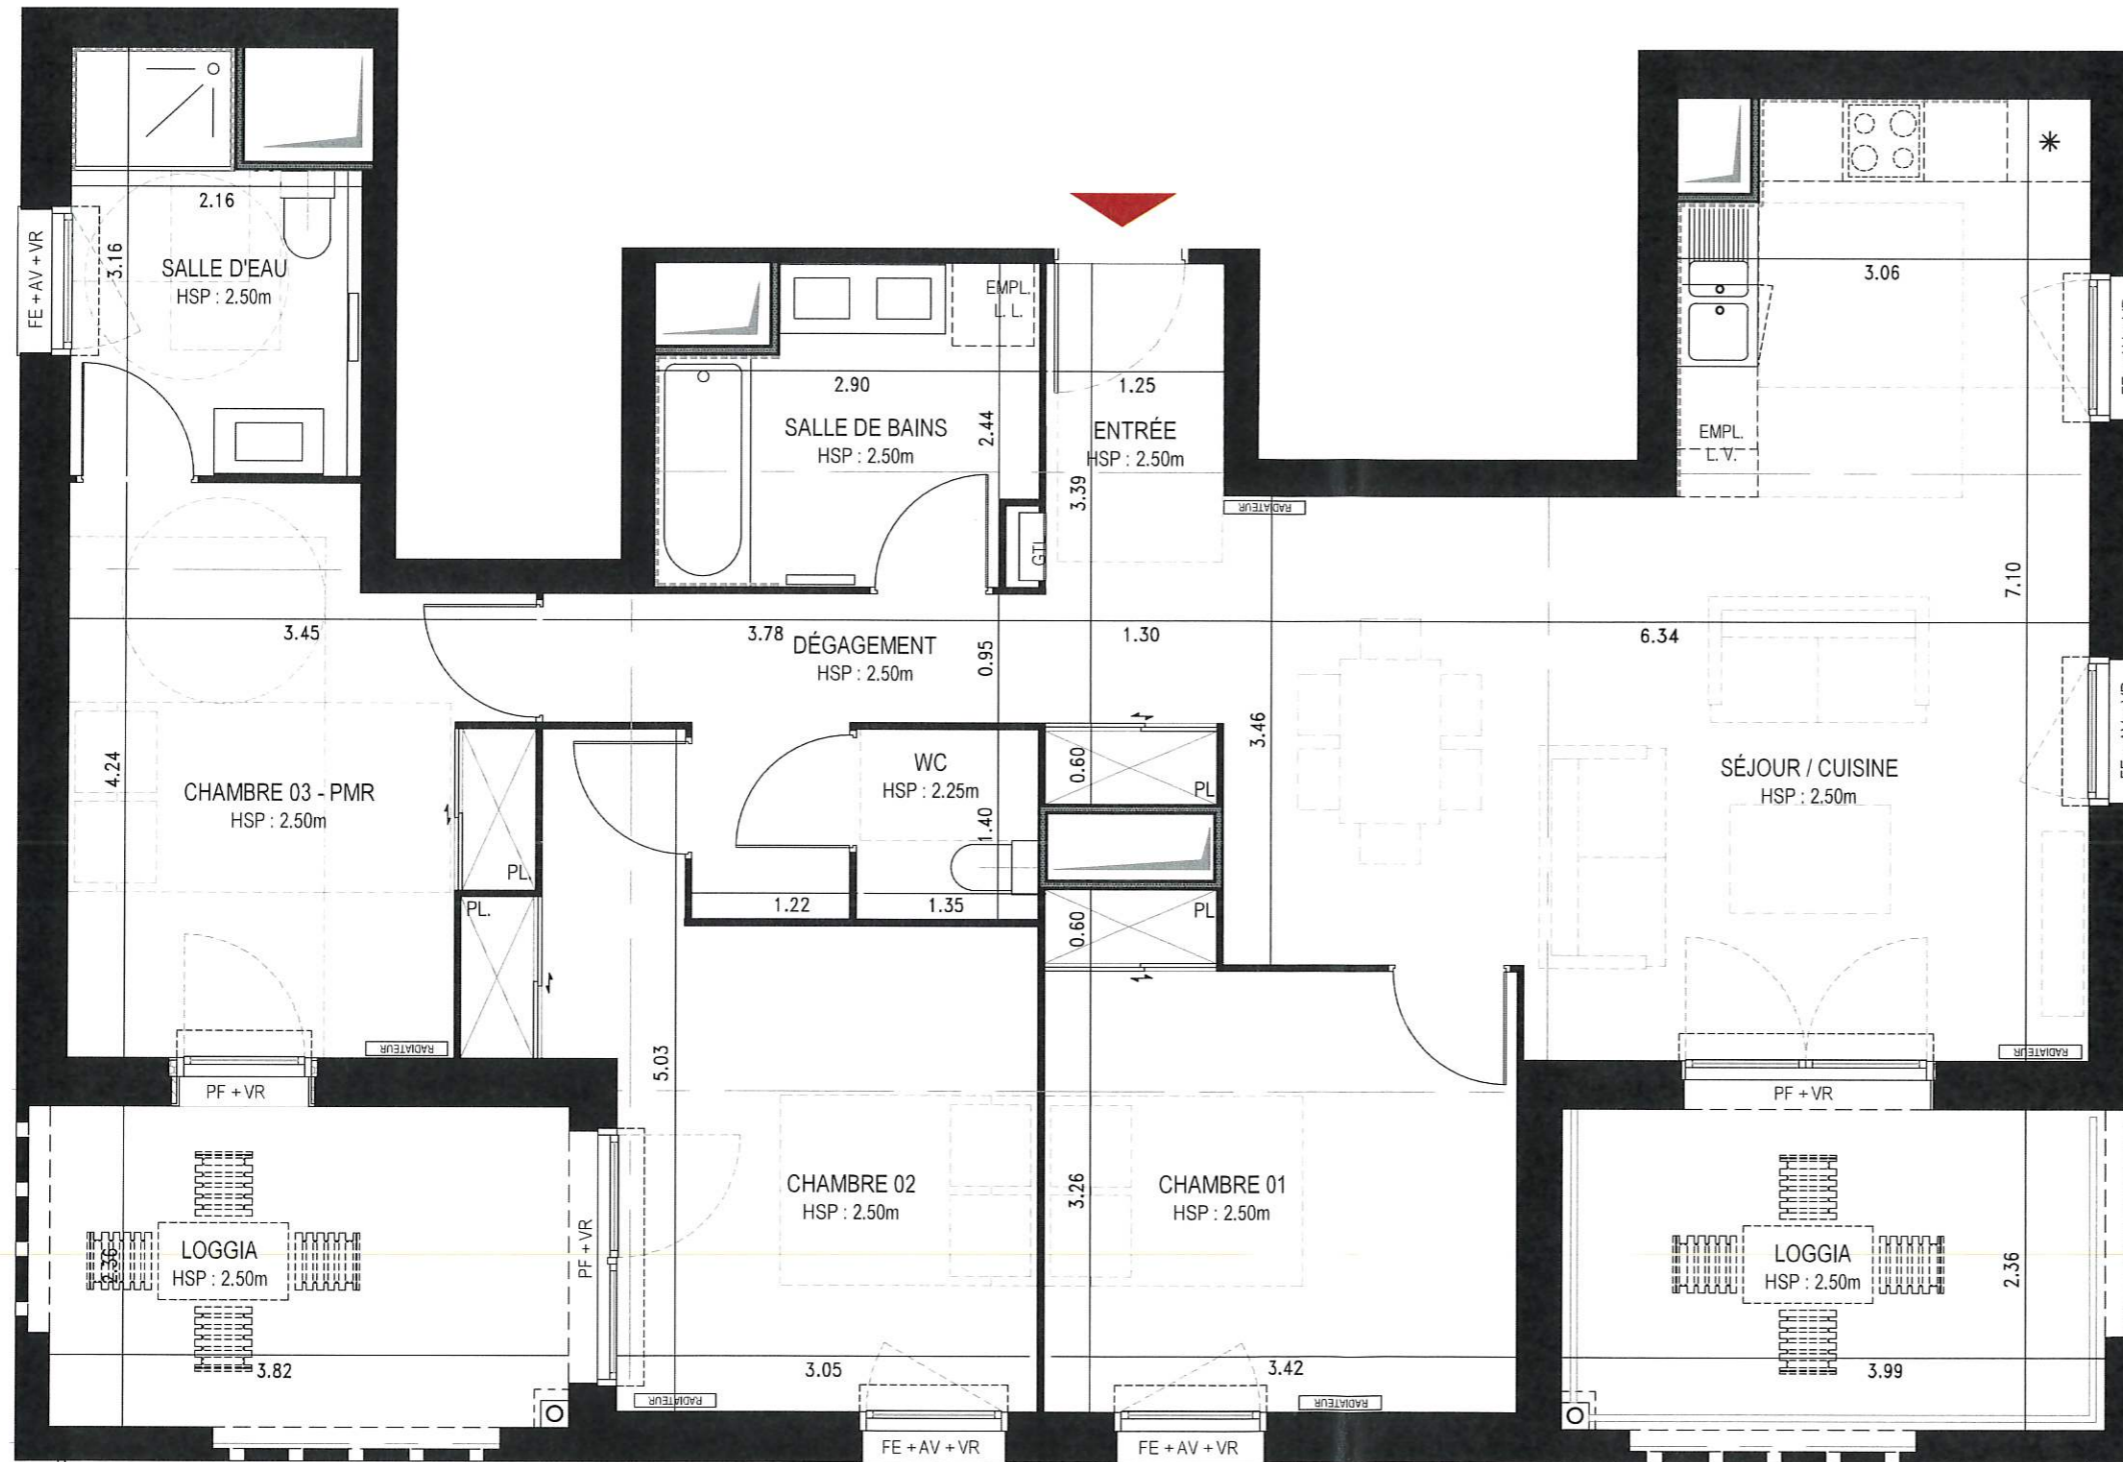 2.16
3.16
SALLE D'EAU
HSP : 2.50m
FE + AV + VR
EMPL.
L. L.
2.90
1.25
SALLE DE BAINS
HSP : 2.50m
2.44
ENTRÉE
HSP : 2.50m
3.39
GTL
RADIATEUR
3.06
EMPL.
L. V.
7.10
3.45
3.78
DÉGAGEMENT
HSP : 2.50m
0.95
1.30
6.34
3.46
4.24
CHAMBRE 03 - PMR
HSP : 2.50m
PL.
PL.
WC
HSP : 2.25m
1.40
1.22
1.35
0.60
PL
0.60
PL
SÉJOUR / CUISINE
HSP : 2.50m
RADIATEUR
RADIATEUR
PF + VR
PF + VR
5.03
PF + VR
LOGGIA
HSP : 2.50m
2.36
3.82
CHAMBRE 02
HSP : 2.50m
3.05
RADIATEUR
FE + AV + VR
3.26
CHAMBRE 01
HSP : 2.50m
3.42
RADIATEUR
FE + AV + VR
LOGGIA
HSP : 2.50m
2.36
3.99